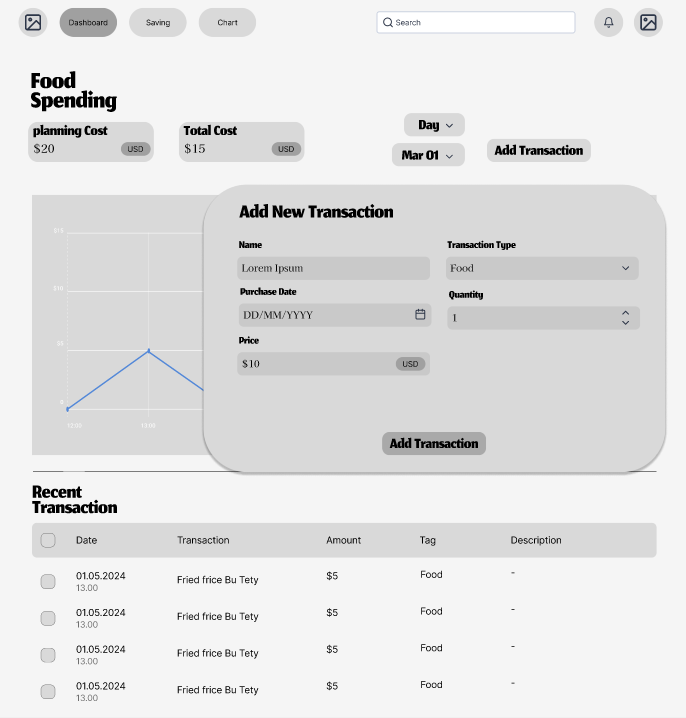 Dashboard
Saving
Chart
Search
Food
Spending
planning Cost
$20
USD
Total Cost
$15
USD
Day
Mar 01
Add Transaction
$15
$10
$5
$
12:00
13:00
Add New Transaction
Name
Lorem Ipsum
Transaction Type
Food
Purchase Date
DD/MM/YYYY
Quantity
1
Price
$10
USD
Add Transaction
Recent
Transaction
Date
Transaction
Amount
Tag
Description
01.05.2024
13.00
Fried frice Bu Tety
$5
Food
-
01.05.2024
13.00
Fried frice Bu Tety
$5
Food
-
01.05.2024
13.00
Fried frice Bu Tety
$5
Food
-
01.05.2024
13.00
Fried frice Bu Tety
$5
Food
-